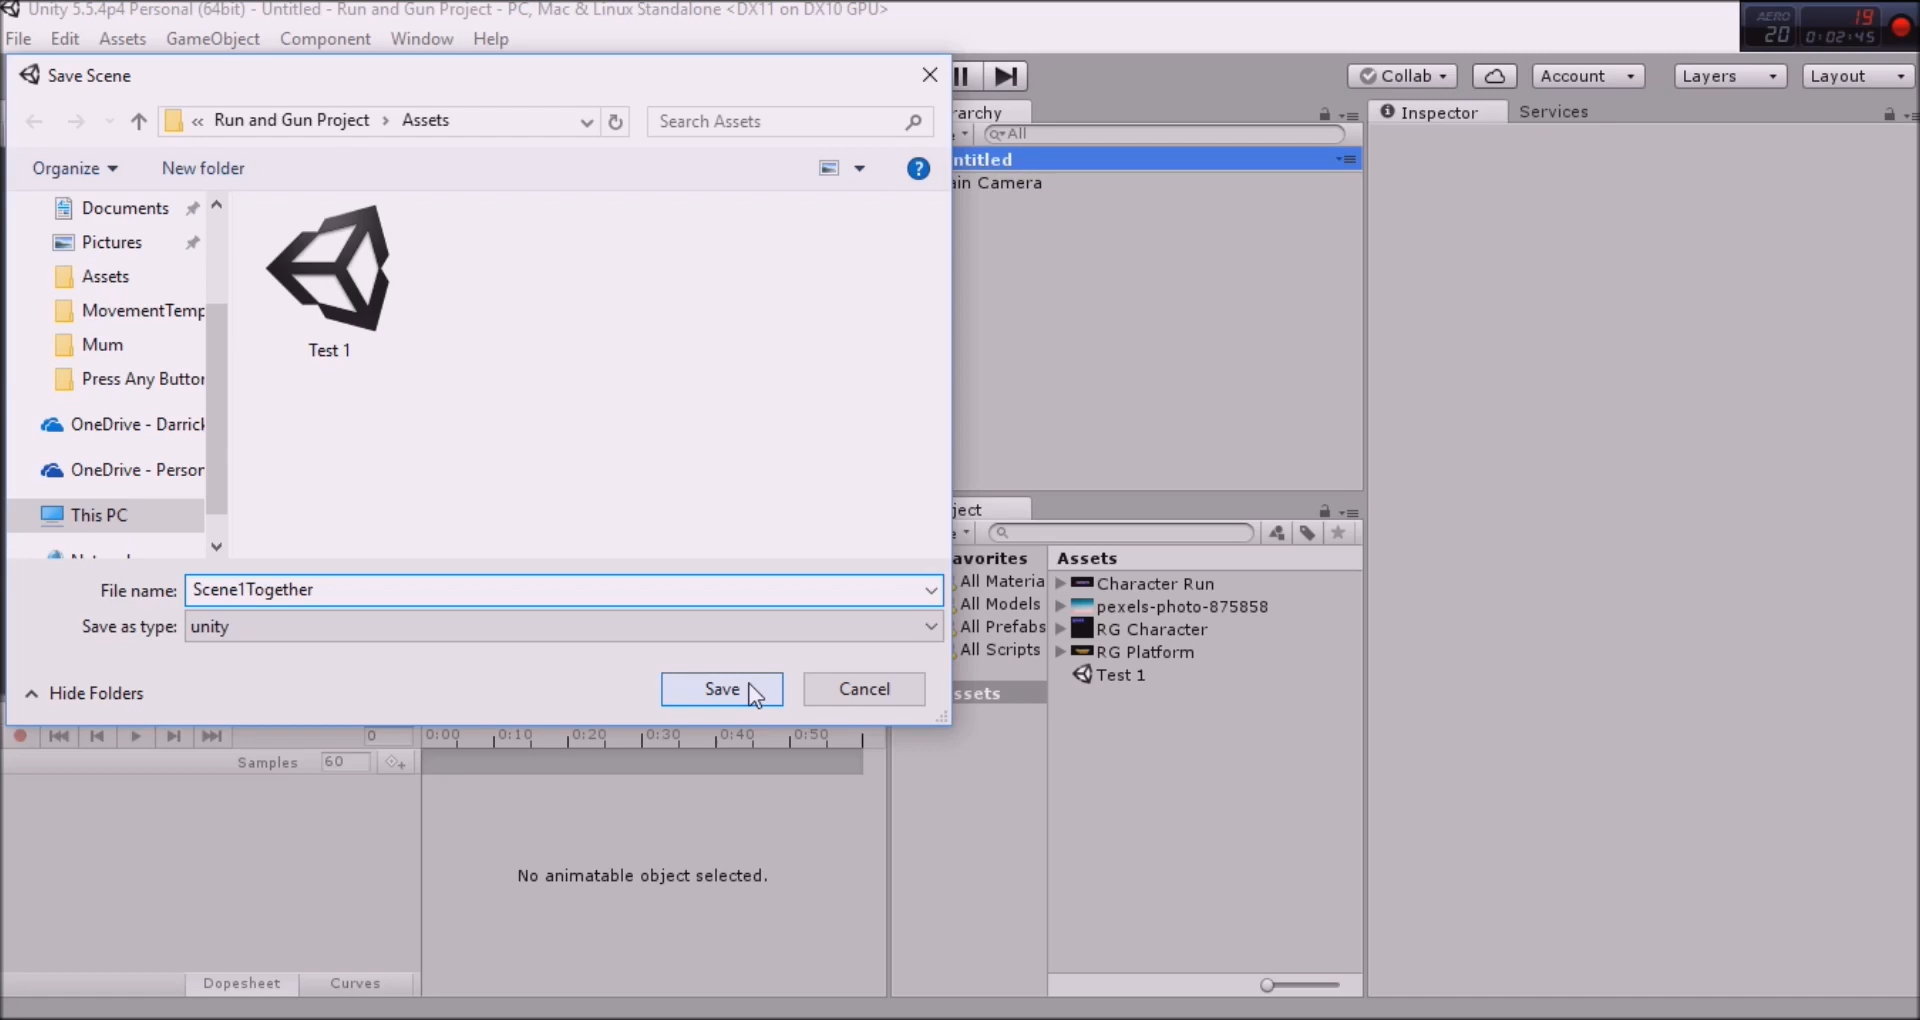 Unity 5.5.4p4 Personal (64bit) - Untitled - Run and Gun Project - PC, Mac & Linux Standalone <DX11 on DX10 GPU>
AERO
20
19
0:02:45
File Edit Assets GameObject Component Window Help
Save Scene
Collab
Account
Layers
Layout
« Run and Gun Project › Assets
Search Assets
rarchy
Inspector
Services
All
Organize
New folder
?
ntitled
ain Camera
Documents
Pictures
Assets
MovementTemp
Mum
Press Any Button
OneDrive - Darrick
OneDrive - Person
This PC
Test 1
ject
avorites
All Materia
All Models
All Prefabs
All Scripts
ssets
Assets
Character Run
pexels-photo-875858
RG Character
RG Platform
Test 1
File name: Scene1Together
Save as type: unity
Hide Folders
Save
Cancel
0
0:00 0:10 0:20 0:30 0:40 0:50
Samples 60
No animatable object selected.
Dopesheet
Curves